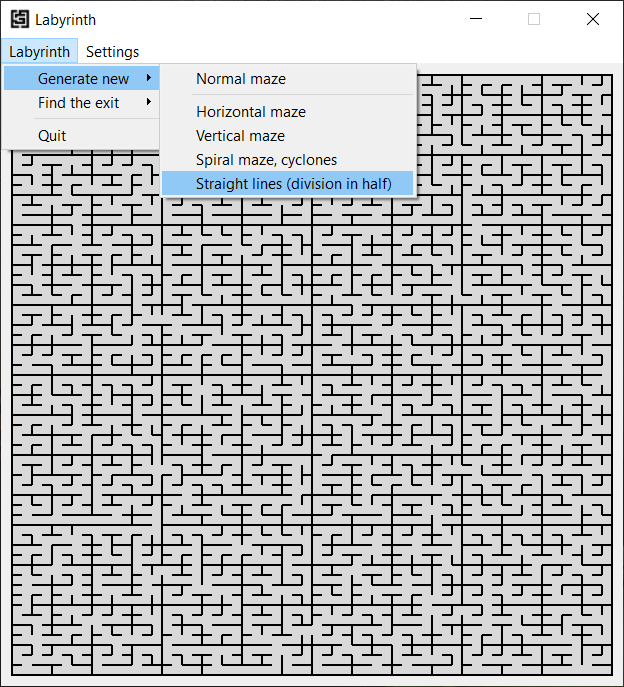 Labyrinth
Labyrinth Settings
Generate new
Find the exit
Quit
Normal maze
Horizontal maze
Vertical maze
Spiral maze, cyclones
Straight lines (division in half)